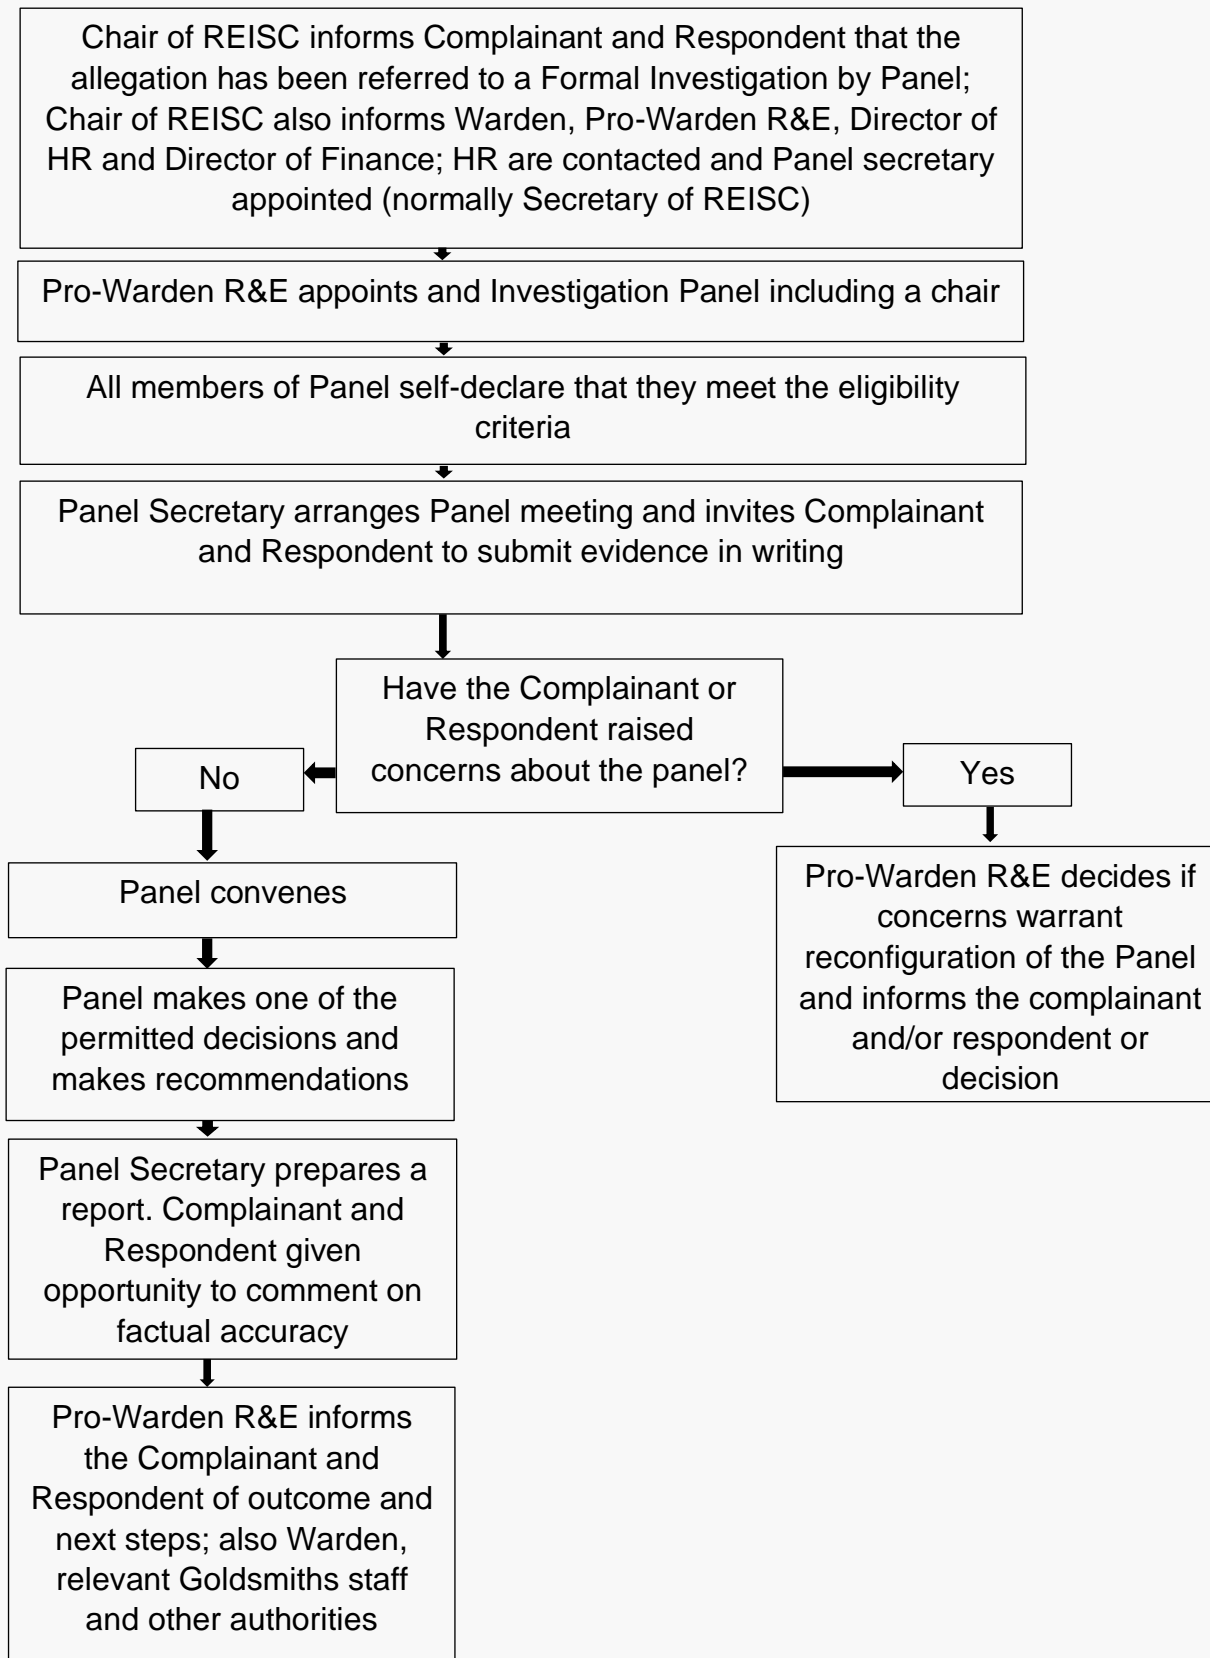 Chair of REISC informs Complainant and Respondent that the
allegation has been referred to a Formal Investigation by Panel;
Chair of REISC also informs Warden, Pro-Warden R&E, Director of
HR and Director of Finance; HR are contacted and Panel secretary
appointed (normally Secretary of REISC)
Pro-Warden R&E appoints and Investigation Panel including a chair
All members of Panel self-declare that they meet the eligibility
criteria
Panel Secretary arranges Panel meeting and invites Complainant
and Respondent to submit evidence in writing
Have the Complainant or
Respondent raised
concerns about the panel?
No
Yes
Panel convenes
Panel makes one of the
permitted decisions and
makes recommendations
Panel Secretary prepares a
report. Complainant and
Respondent given
opportunity to comment on
factual accuracy
Pro-Warden R&E informs
the Complainant and
Respondent of outcome and
next steps; also Warden,
relevant Goldsmiths staff
and other authorities
Pro-Warden R&E decides if
concerns warrant
reconfiguration of the Panel
and informs the complainant
and/or respondent or
decision